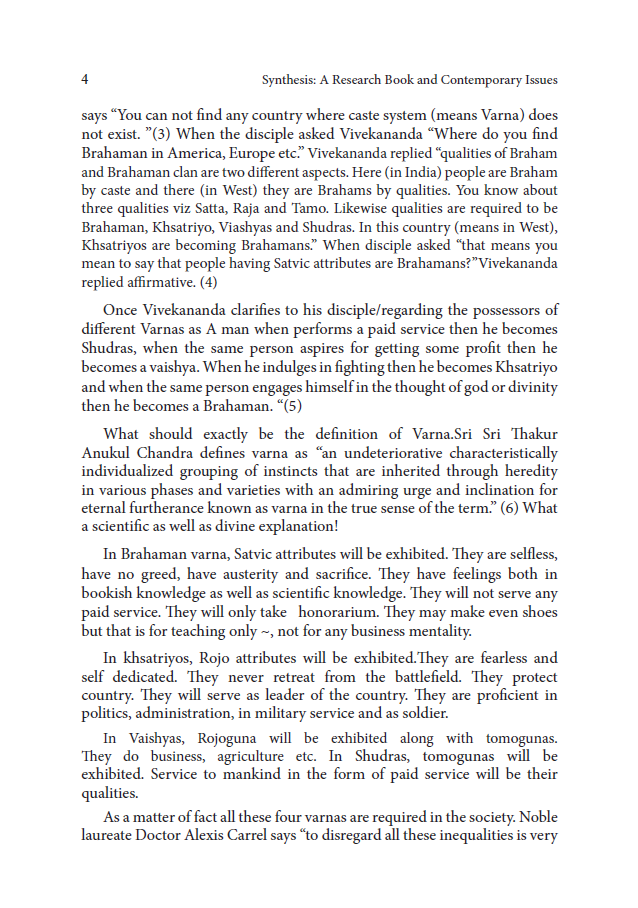 4 Synthesis: A Research Book and Contemporary Issues
says “You can not find any country where caste system (means Varna) does
not exist. ”(3) When the disciple asked Vivekananda “Where do you find
Brahaman in America, Europe etc.” Vivekananda replied “qualities of Braham
and Brahaman clan are two different aspects. Here (in India) people are Braham
by caste and there (in West) they are Brahams by qualities. You know about
three qualities viz Satta, Raja and Tamo. Likewise qualities are required to be
Brahaman, Khsatriyo, Viashyas and Shudras. In this country (means in West),
Khsatriyos are becoming Brahamans.” When disciple asked “that means you
mean to say that people having Satvic attributes are Brahamans?”Vivekananda
replied affirmative. (4)
Once Vivekananda clarifies to his disciple/regarding the possessors of
different Varnas as A man when performs a paid service then he becomes
Shudras, when the same person aspires for getting some profit then he
becomes a vaishya. When he indulges in fighting then he becomes Khsatriyo
and when the same person engages himself in the thought of god or divinity
then he becomes a Brahaman. “(5)
What should exactly be the definition of Varna.Sri Sri Thakur
Anukul Chandra defines varna as “an undeteriorative characteristically
individualized grouping of instincts that are inherited through heredity
in various phases and varieties with an admiring urge and inclination for
eternal furtherance known as varna in the true sense of the term.” (6) What
a scientific as well as divine explanation!
In Brahaman varna, Satvic attributes will be exhibited. They are selfless,
have no greed, have austerity and sacrifice. They have feelings both in
bookish knowledge as well as scientific knowledge. They will not serve any
paid service. They will only take honorarium. They may make even shoes
but that is for teaching only ~, not for any business mentality.
In khsatriyos, Rojo attributes will be exhibited.They are fearless and
self dedicated. They never retreat from the battlefield. They protect
country. They will serve as leader of the country. They are proficient in
politics, administration, in military service and as soldier.
In Vaishyas, Rojoguna will be exhibited along with tomogunas.
They do business, agriculture etc. In Shudras, tomogunas will be
exhibited. Service to mankind in the form of paid service will be their
qualities.
As a matter of fact all these four varnas are required in the society. Noble
laureate Doctor Alexis Carrel says “to disregard all these inequalities is very